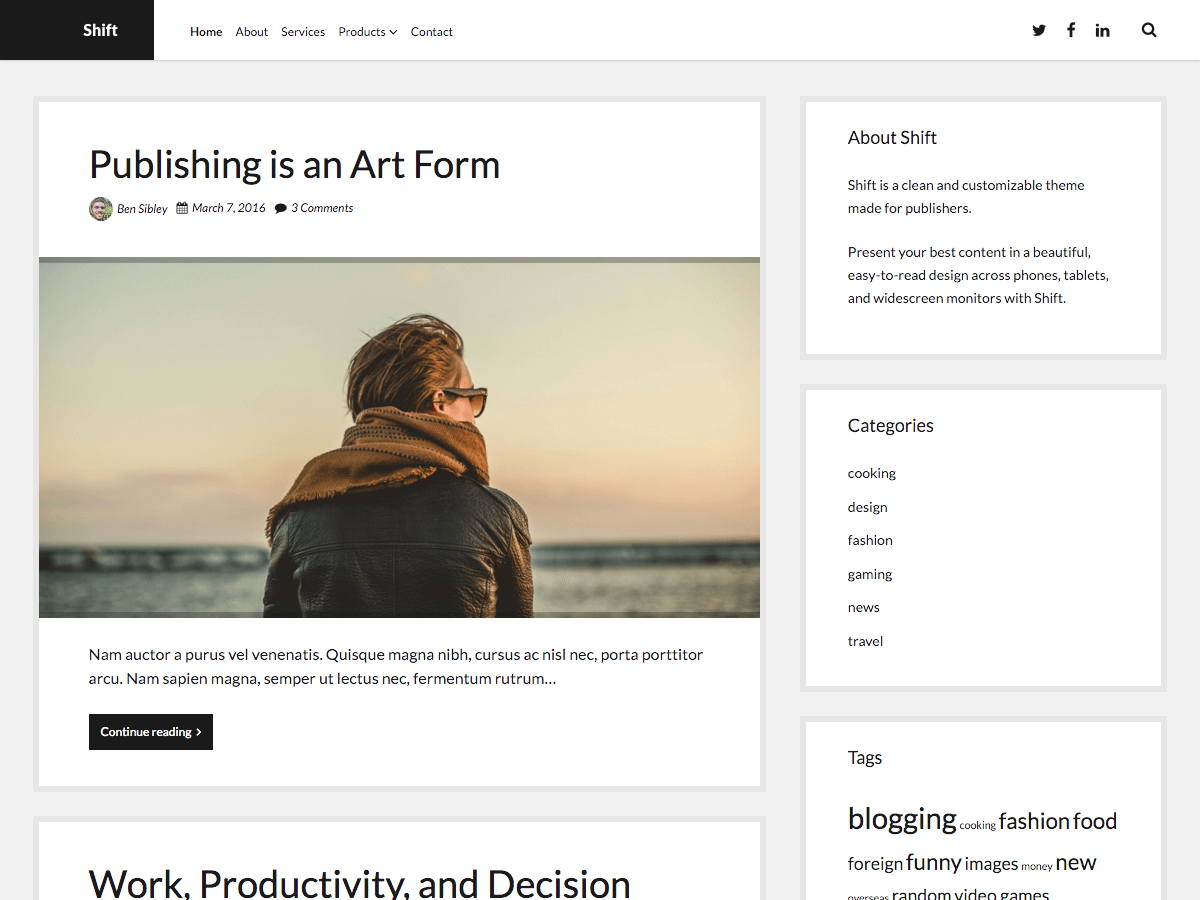 Shift
Home About Services Products Contact
Publishing is an Art Form
Ben Sibley March 7, 2016 3 Comments
Nam auctor a purus vel venenatis. Quisque magna nibh, cursus ac nisl nec, porta porttitor
arcu. Nam sapien magna, semper ut lectus nec, fermentum rutrum…
Continue reading
Work, Productivity, and Decision
About Shift
Shift is a clean and customizable theme
made for publishers.
Present your best content in a beautiful,
easy-to-read design across phones, tablets,
and widescreen monitors with Shift.
Categories
cooking
design
fashion
gaming
news
travel
Tags
blogging cooking fashion food
foreign funny images money new
overseas random video games